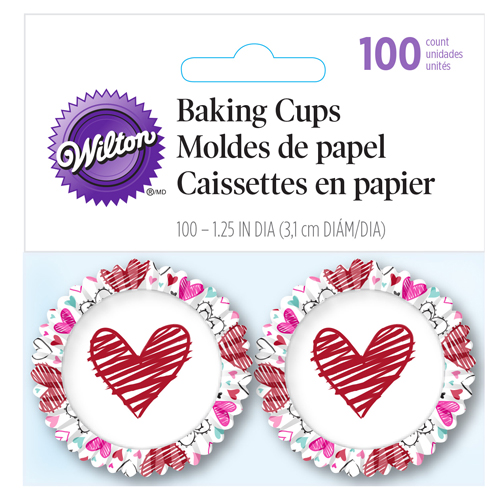 100 count
unidades
unités
Wilton
®/MD
Baking Cups
Moldes de papel
Caissettes en papier
100 – 1.25 IN DIA (3,1 cm DIÁM/DIA)